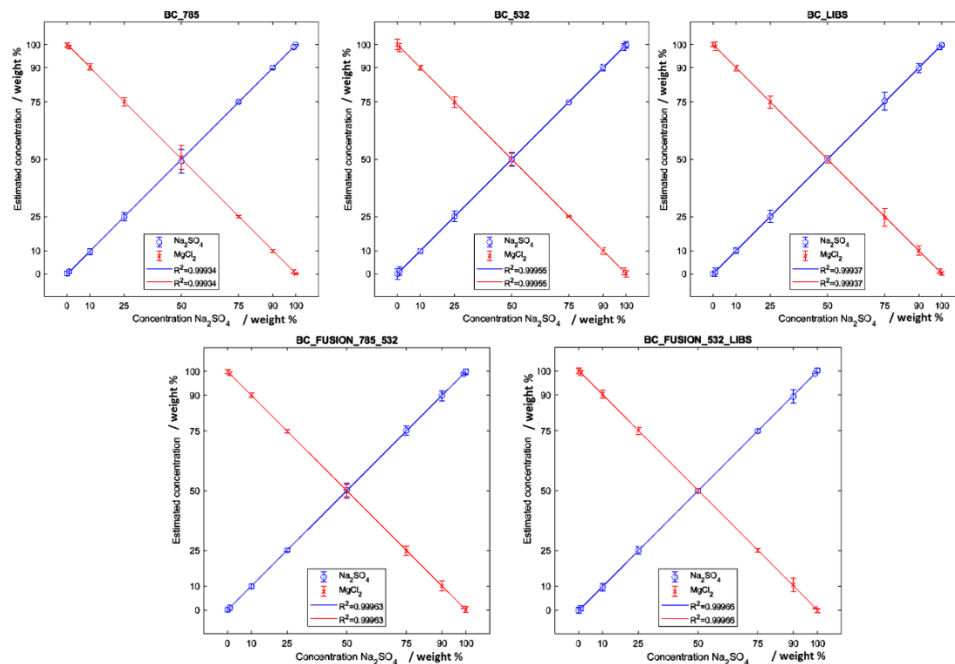 BC_785
Estimated concentration / weight %
100
90
75
50
25
10
0
Na₂SO₄
MgCl₂
R²=0.99934
R²=0.99934
0 10 25 50 75 90 100
Concentration Na₂SO₄ / weight %
BC_532
Estimated concentration / weight %
100
90
75
50
25
10
0
Na₂SO₄
MgCl₂
R²=0.99955
R²=0.99955
0 10 25 50 75 90 100
Concentration Na₂SO₄ / weight %
BC_LIBS
Estimated concentration / weight %
100
90
75
50
25
10
0
Na₂SO₄
MgCl₂
R²=0.99937
R²=0.99937
0 10 25 50 75 90 100
Concentration Na₂SO₄ / weight %
BC_FUSION_785_532
Estimated concentration / weight %
100
90
75
50
25
10
0
Na₂SO₄
MgCl₂
R²=0.99963
R²=0.99963
0 10 25 50 75 90 100
Concentration Na₂SO₄ / weight %
BC_FUSION_532_LIBS
Estimated concentration / weight %
100
90
75
50
25
10
0
Na₂SO₄
MgCl₂
R²=0.99966
R²=0.99966
0 10 25 50 75 90 100
Concentration Na₂SO₄ / weight %